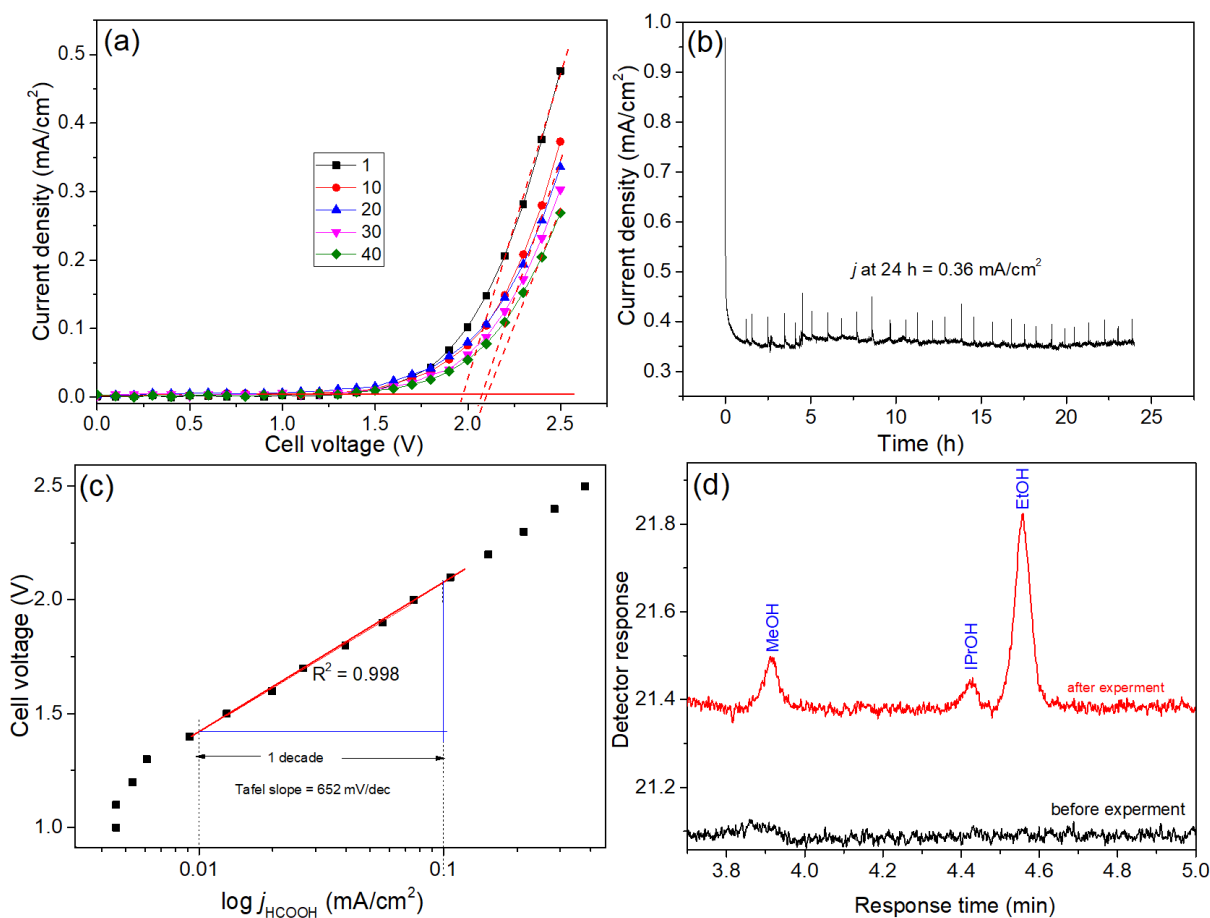 (a)
0.5
0.4
0.3
0.2
0.1
0.0
Current density (mA/cm²)
1
10
20
30
40
0.0 0.5 1.0 1.5 2.0 2.5
Cell voltage (V)
(b)
1.0
0.9
0.8
0.7
0.6
0.5
0.4
0.3
Current density (mA/cm²)
j at 24 h = 0.36 mA/cm²
0 5 10 15 20 25
Time (h)
(c)
2.5
2.0
1.5
1.0
Cell voltage (V)
R² = 0.998
1 decade
Tafel slope = 652 mV/dec
0.01 0.1
log jHCOOH (mA/cm²)
(d)
21.8
21.6
21.4
21.2
Detector response
MeOH
IPrOH
EtOH
after experment
before experment
3.8 4.0 4.2 4.4 4.6 4.8 5.0
Response time (min)